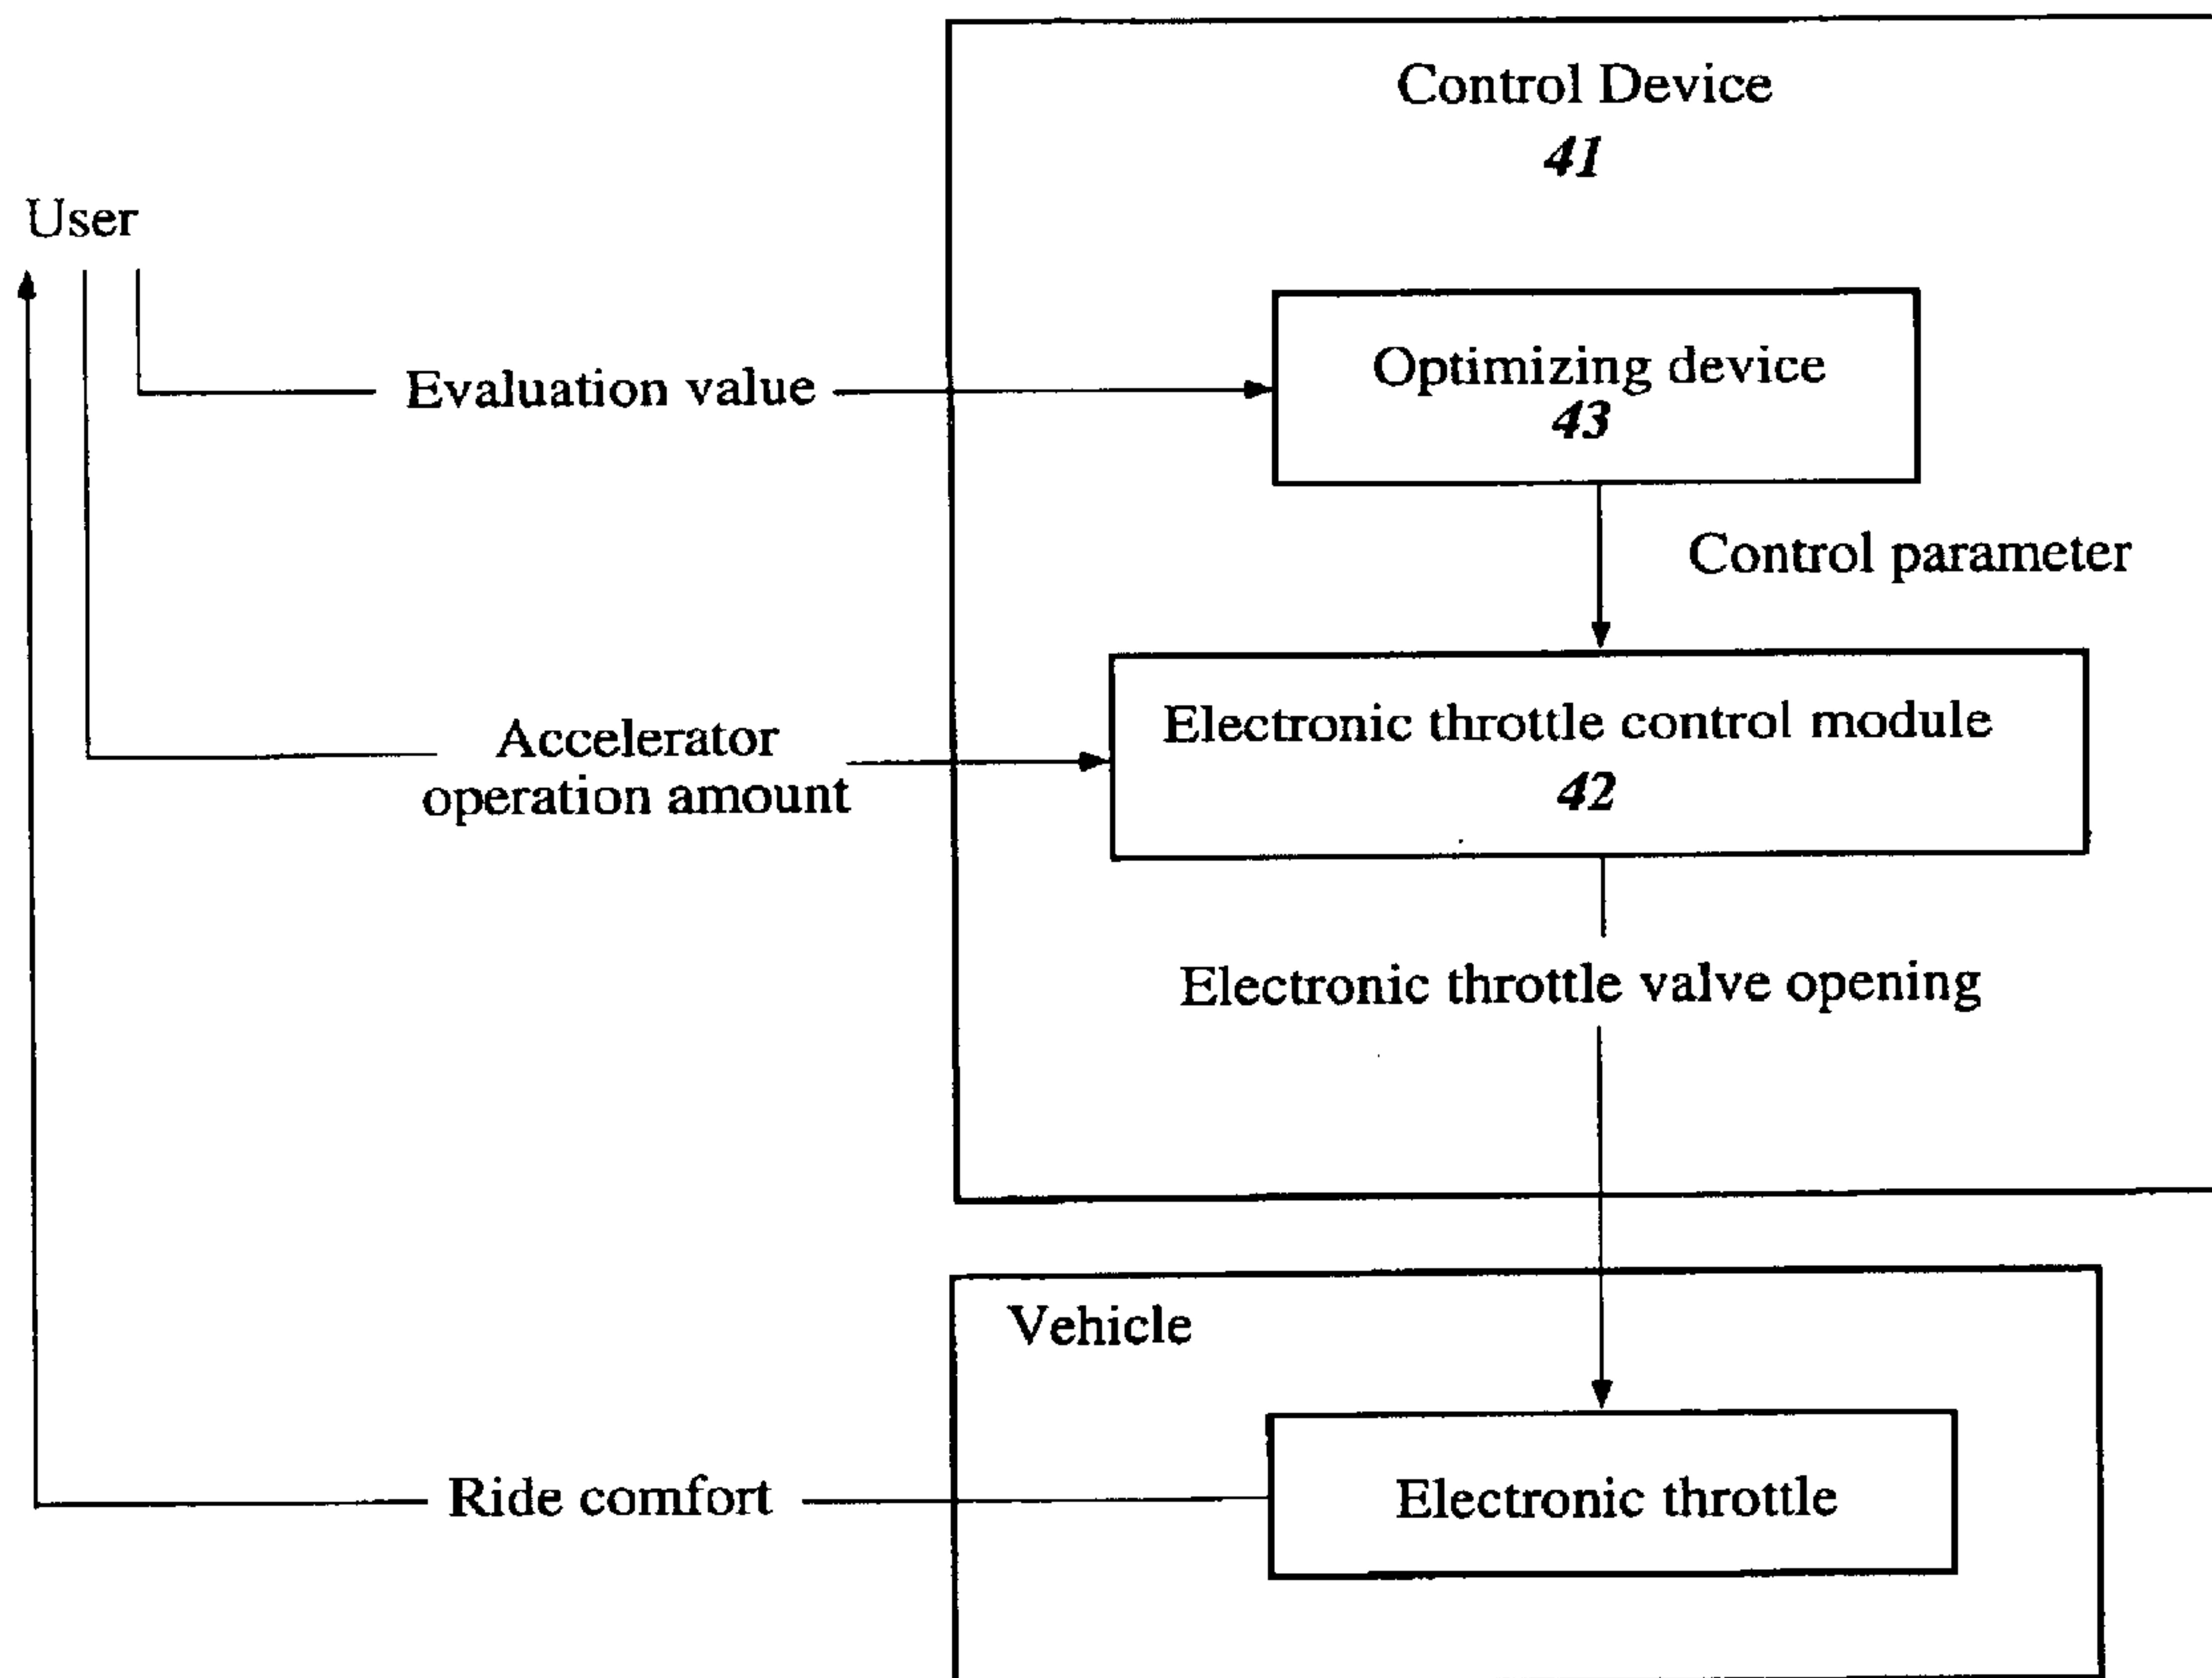 Control Device
41
User
Optimizing device
43
Evaluation value
Control parameter
Electronic throttle control module
42
Accelerator
operation amount
Electronic throttle valve opening
Vehicle
Electronic throttle
Ride comfort